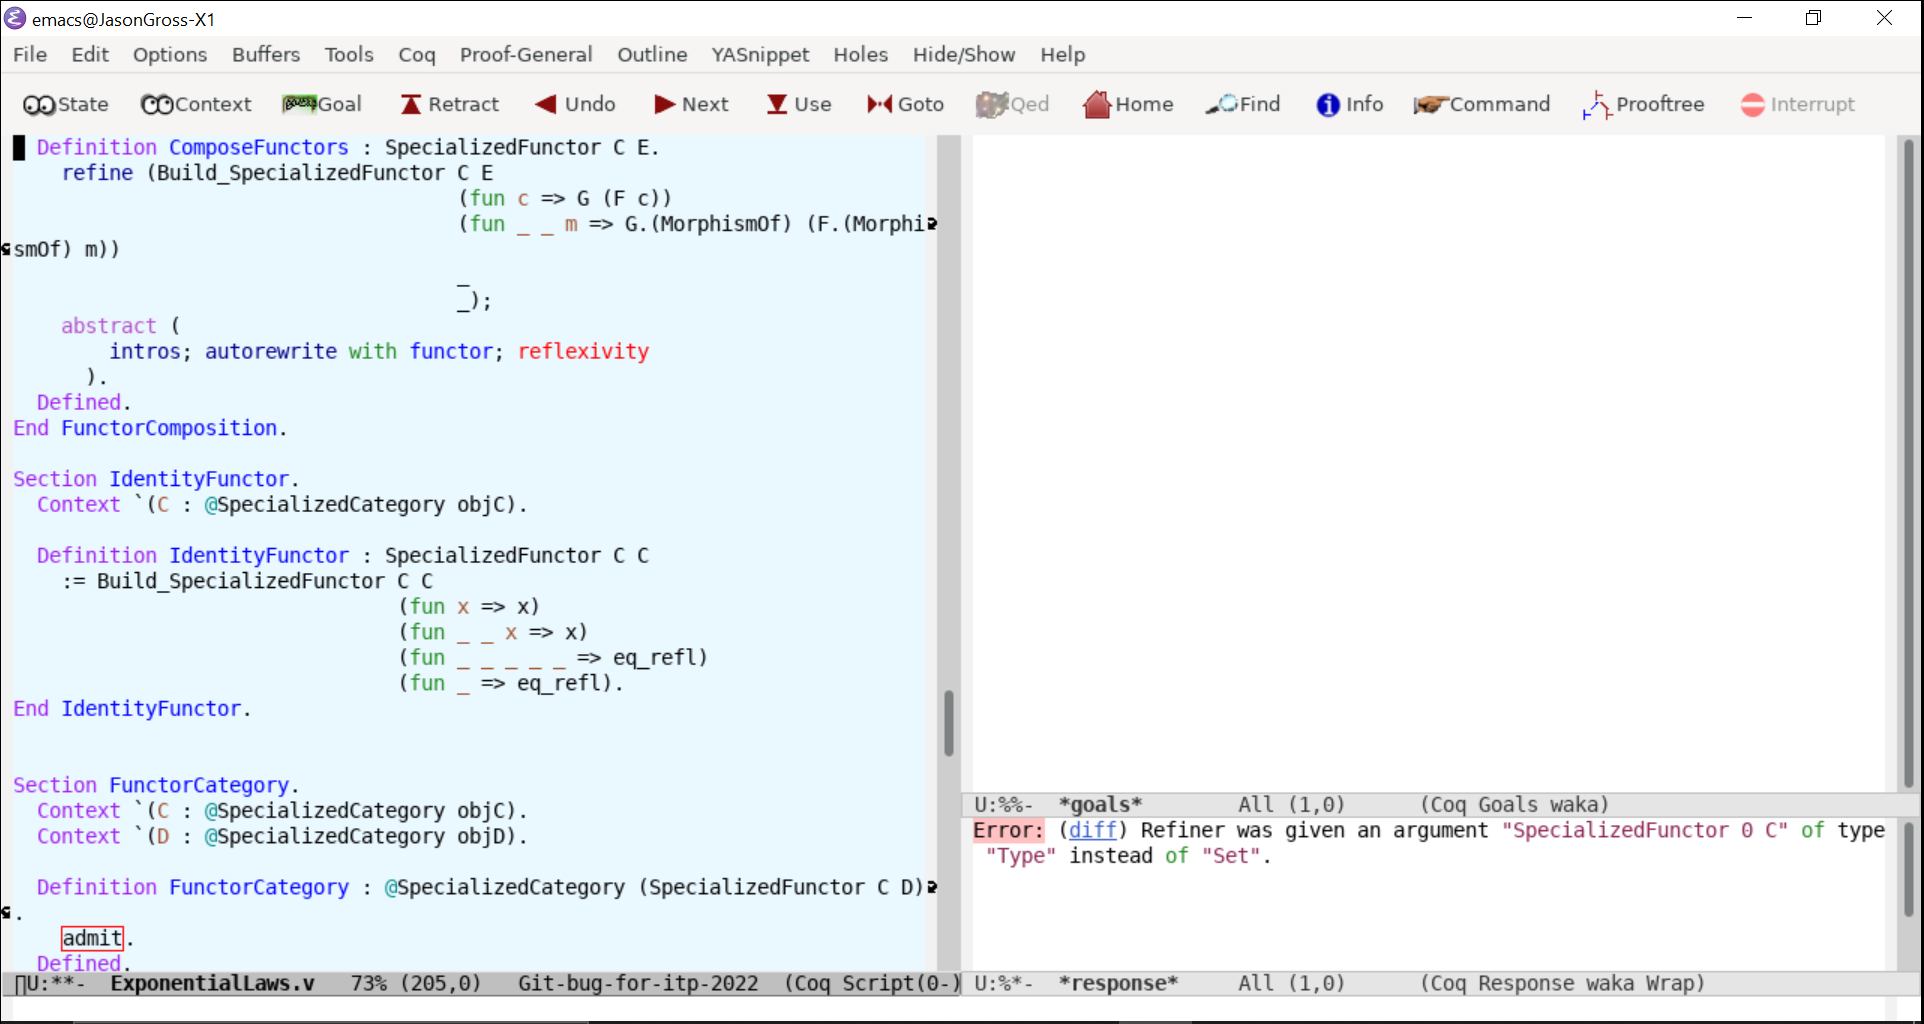 emacs@JasonGross-X1
File Edit Options Buffers Tools Coq Proof-General Outline YASnippet Holes Hide/Show Help
State Context Goal Retract Undo Next Use Goto Qed Home Find Info Command Prooftree Interrupt
Definition ComposeFunctors : SpecializedFunctor C E.
refine (Build_SpecializedFunctor C E
(fun c => G (F c))
(fun _ _ m => G.(MorphismOf) (F.(Morphi
smOf) m))
_
_);
abstract (
intros; autorewrite with functor; reflexivity
).
Defined.
End FunctorComposition.
Section IdentityFunctor.
Context `(C : @SpecializedCategory objC).
Definition IdentityFunctor : SpecializedFunctor C C
:= Build_SpecializedFunctor C C
(fun x => x)
(fun _ _ x => x)
(fun _ _ _ _ _ => eq_refl)
(fun _ => eq_refl).
End IdentityFunctor.
Section FunctorCategory.
Context `(C : @SpecializedCategory objC).
Context `(D : @SpecializedCategory objD).
Definition FunctorCategory : @SpecializedCategory (SpecializedFunctor C D)
.
admit.
Defined.
U:**- ExponentialLaws.v 73% (205,0) Git-bug-for-itp-2022 (Coq Script(0-)
U:%%- *goals* All (1,0) (Coq Goals waka)
Error: (diff) Refiner was given an argument "SpecializedFunctor 0 C" of type
"Type" instead of "Set".
U:%*- *response* All (1,0) (Coq Response waka Wrap)